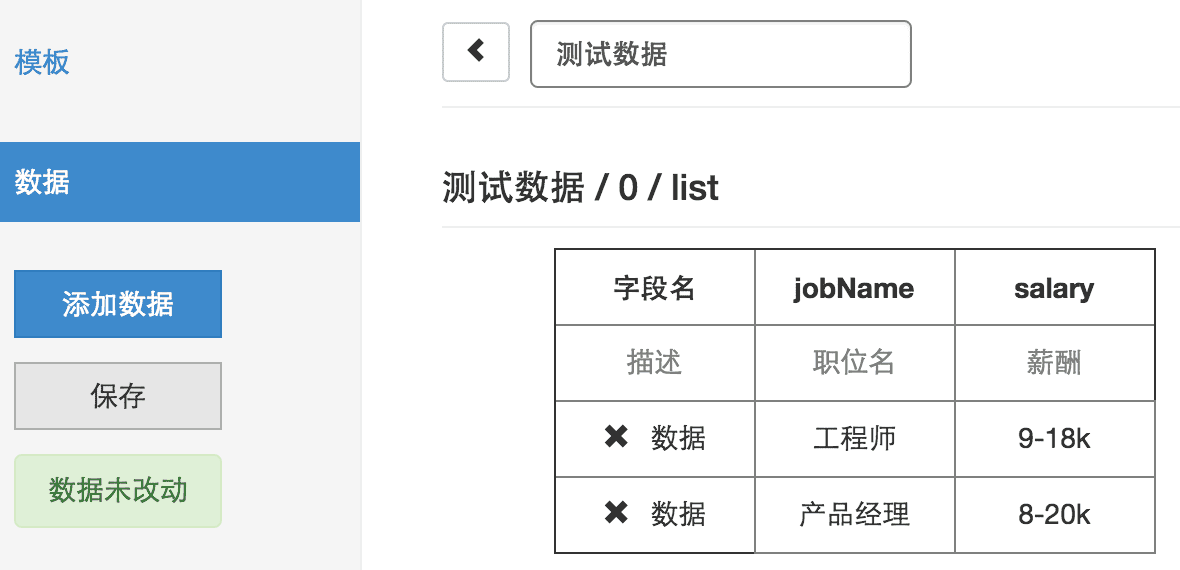 模板
数据
添加数据
保存
数据未改动
测试数据
测试数据 / 0 / list
字段名 jobName salary
描述 职位名 薪酬
数据 工程师 9-18k
数据 产品经理 8-20k